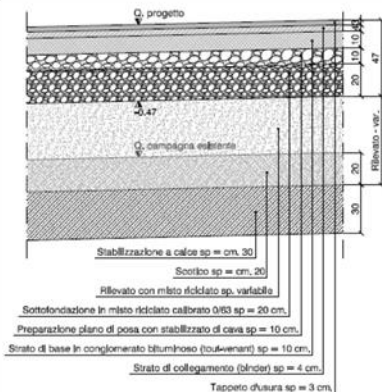 Q. progetto
10
10
20
47
-0.47
Rilevato - var.
Q. campagna esistente
20
30
Stabilizzazione a calce sp = cm. 30
Scotico sp = cm. 20
Rilevato con misto riciclato sp. variabile
Sottofondazione in misto riciclato calibrato 0/63 sp = 20 cm.
Preparazione piano di posa con stabilizzato di cava sp = 10 cm.
Strato di base in conglomerato bituminoso (tout-venant) sp = 10 cm.
Strato di collegamento (binder) sp = 4 cm.
Tappeto d'usura sp = 3 cm.